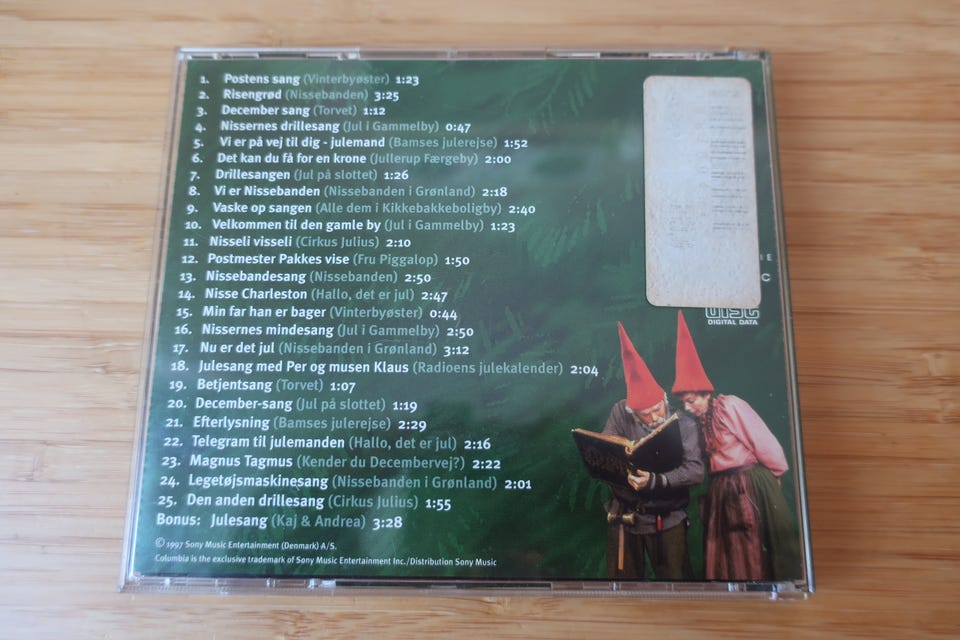 1. Postens sang (Vinterbyøster) 1:23
2. Risengrød (Nissebanden) 3:25
3. December sang (Torvet) 1:12
4. Nissernes drillesang (Jul i Gammelby) 0:47
5. Vi er på vej til dig - julemand (Bamses julerejse) 1:52
6. Det kan du få for en krone (Jullerup Færgeby) 2:00
7. Drillesangen (Jul på slottet) 1:26
8. Vi er Nissebanden (Nissebanden i Grønland) 2:18
9. Vaske op sangen (Alle dem i Kikkebakkeboligby) 2:40
10. Velkommen til den gamle by (Jul i Gammelby) 1:23
11. Nisseli visseli (Cirkus Julius) 2:10
12. Postmester Pakkes vise (Fru Piggalop) 1:50
13. Nissebandesang (Nissebanden) 2:50
14. Nisse Charleston (Hallo, det er jul) 2:47
15. Min far han er bager (Vinterbyøster) 0:44
16. Nissernes mindesang (Jul i Gammelby) 2:50
17. Nu er det jul (Nissebanden i Grønland) 3:12
18. Julesang med Per og musen Klaus (Radioens julekalender) 2:04
19. Betjentsang (Torvet) 1:07
20. December-sang (Jul på slottet) 1:19
21. Efterlysning (Bamses julerejse) 2:29
22. Telegram til julemanden (Hallo, det er jul) 2:16
23. Magnus Tagmus (Kender du Decembervej?) 2:22
24. Legetøjsmaskinesang (Nissebanden i Grønland) 2:01
25. Den anden drillesang (Cirkus Julius) 1:55
Bonus: Julesang (Kaj & Andrea) 3:28
© 1997 Sony Music Entertainment (Denmark) A/S.
Columbia is the exclusive trademark of Sony Music Entertainment Inc./Distribution Sony Music
DISC
DIGITAL DATA